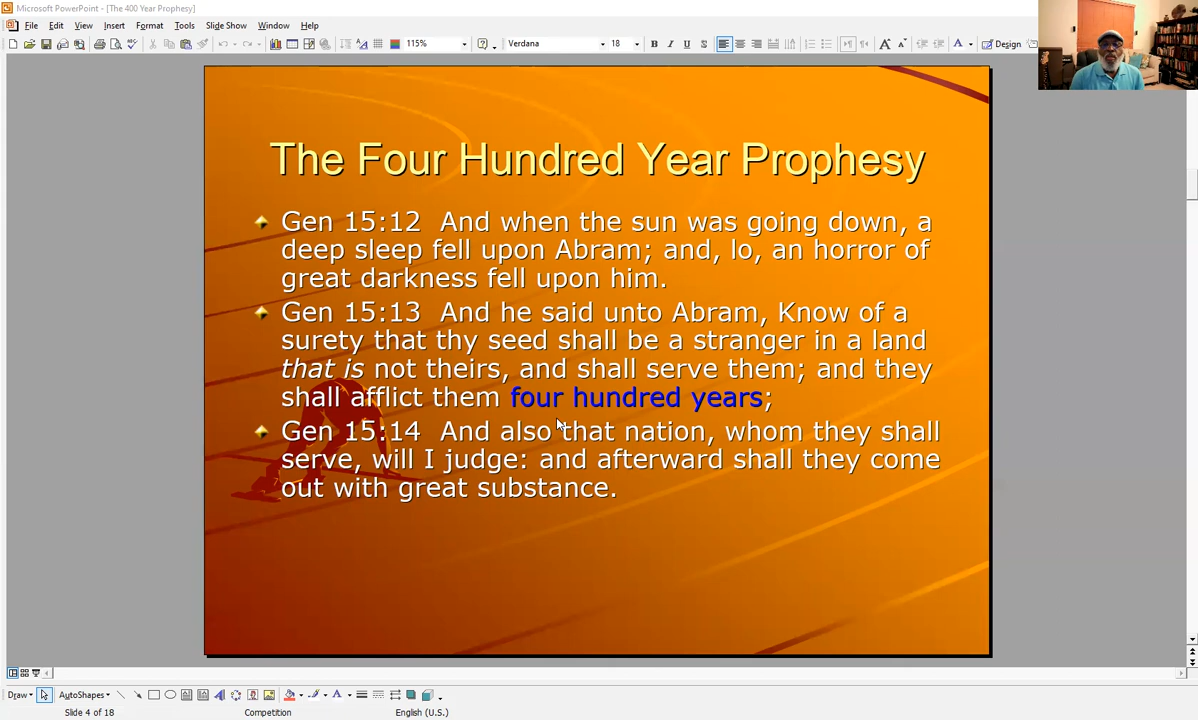 Microsoft PowerPoint - [The 400 Year Prophesy]
File Edit View Insert Format Tools Slide Show Window Help
115% Verdana 18 B I U S A A A Design
The Four Hundred Year Prophesy
Gen 15:12 And when the sun was going down, a
deep sleep fell upon Abram; and, lo, an horror of
great darkness fell upon him.
Gen 15:13 And he said unto Abram, Know of a
surety that thy seed shall be a stranger in a land
that is not theirs, and shall serve them; and they
shall afflict them four hundred years;
Gen 15:14 And also that nation, whom they shall
serve, will I judge: and afterward shall they come
out with great substance.
Draw AutoShapes A
Slide 4 of 18 Competition English (U.S.)